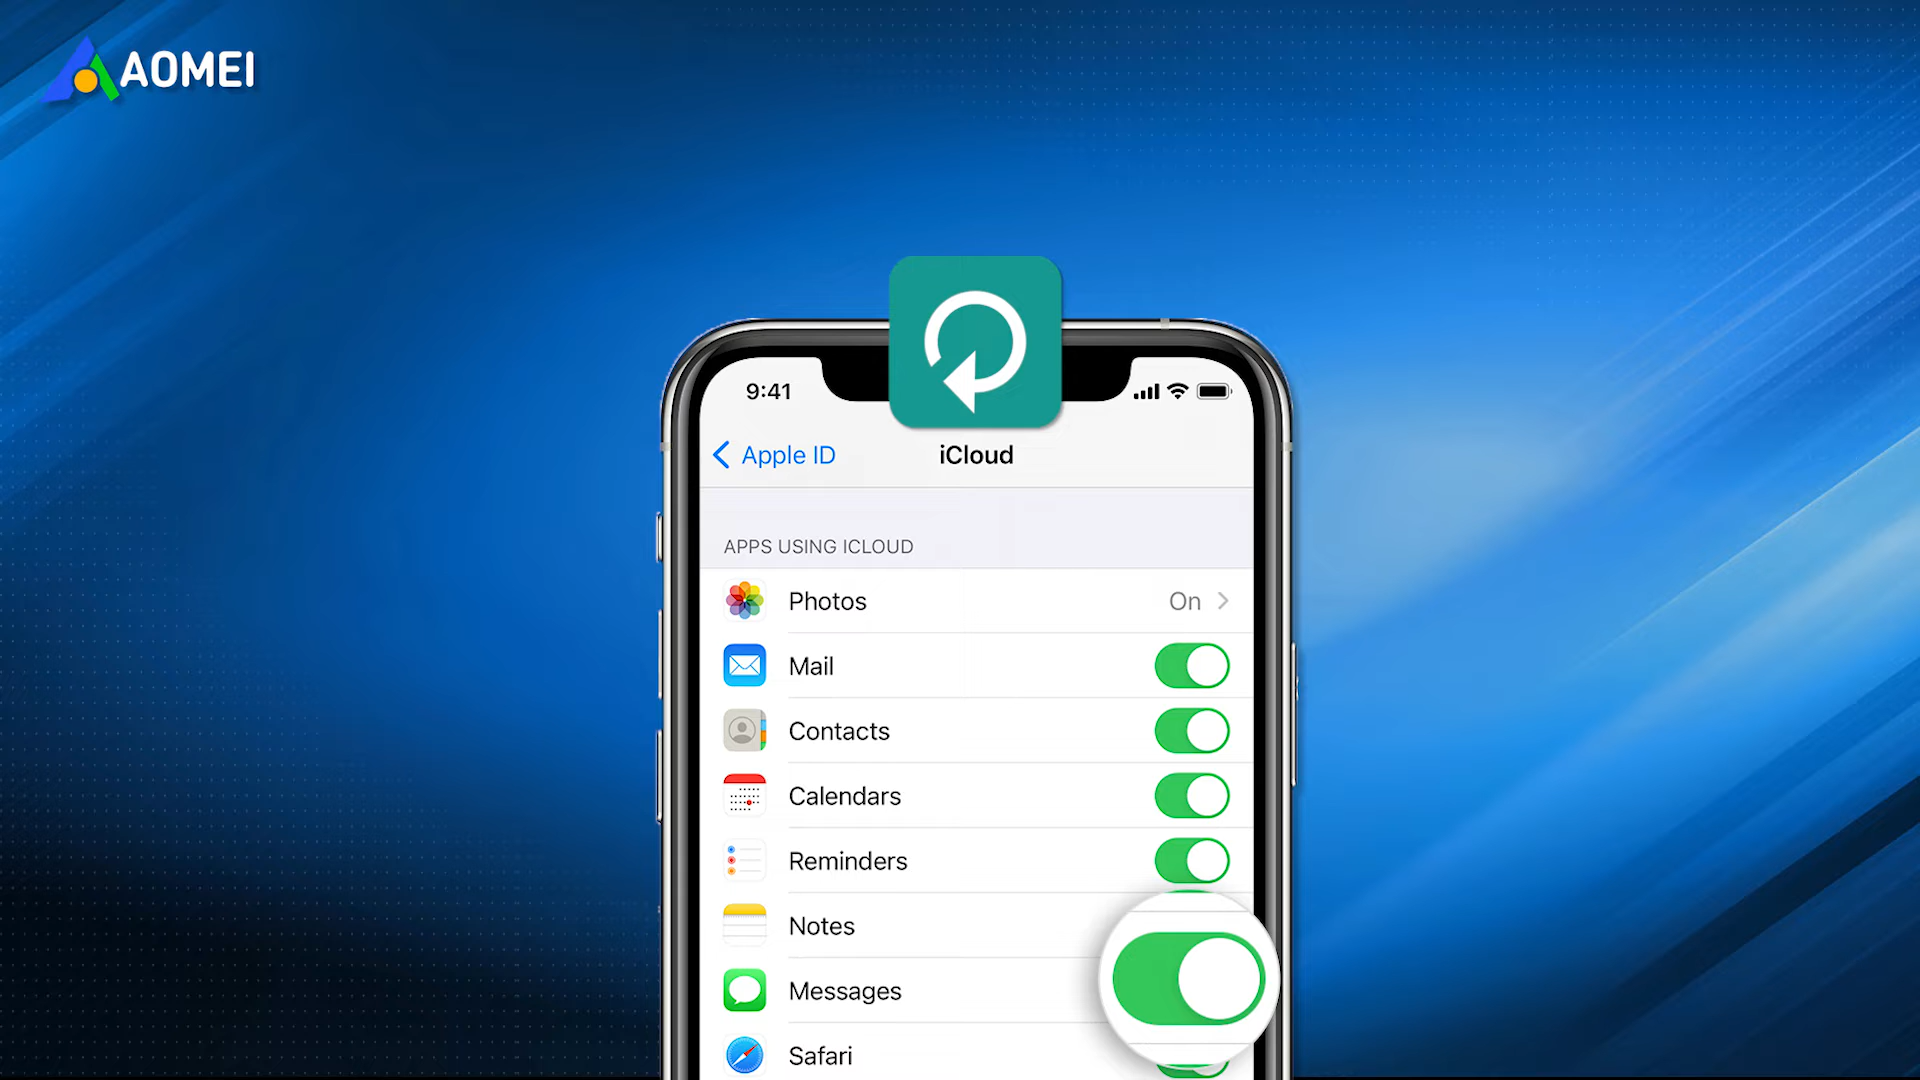 AOMEI
9:41
Apple ID
iCloud
APPS USING ICLOUD
Photos On
Mail
Contacts
Calendars
Reminders
Notes
Messages
Safari